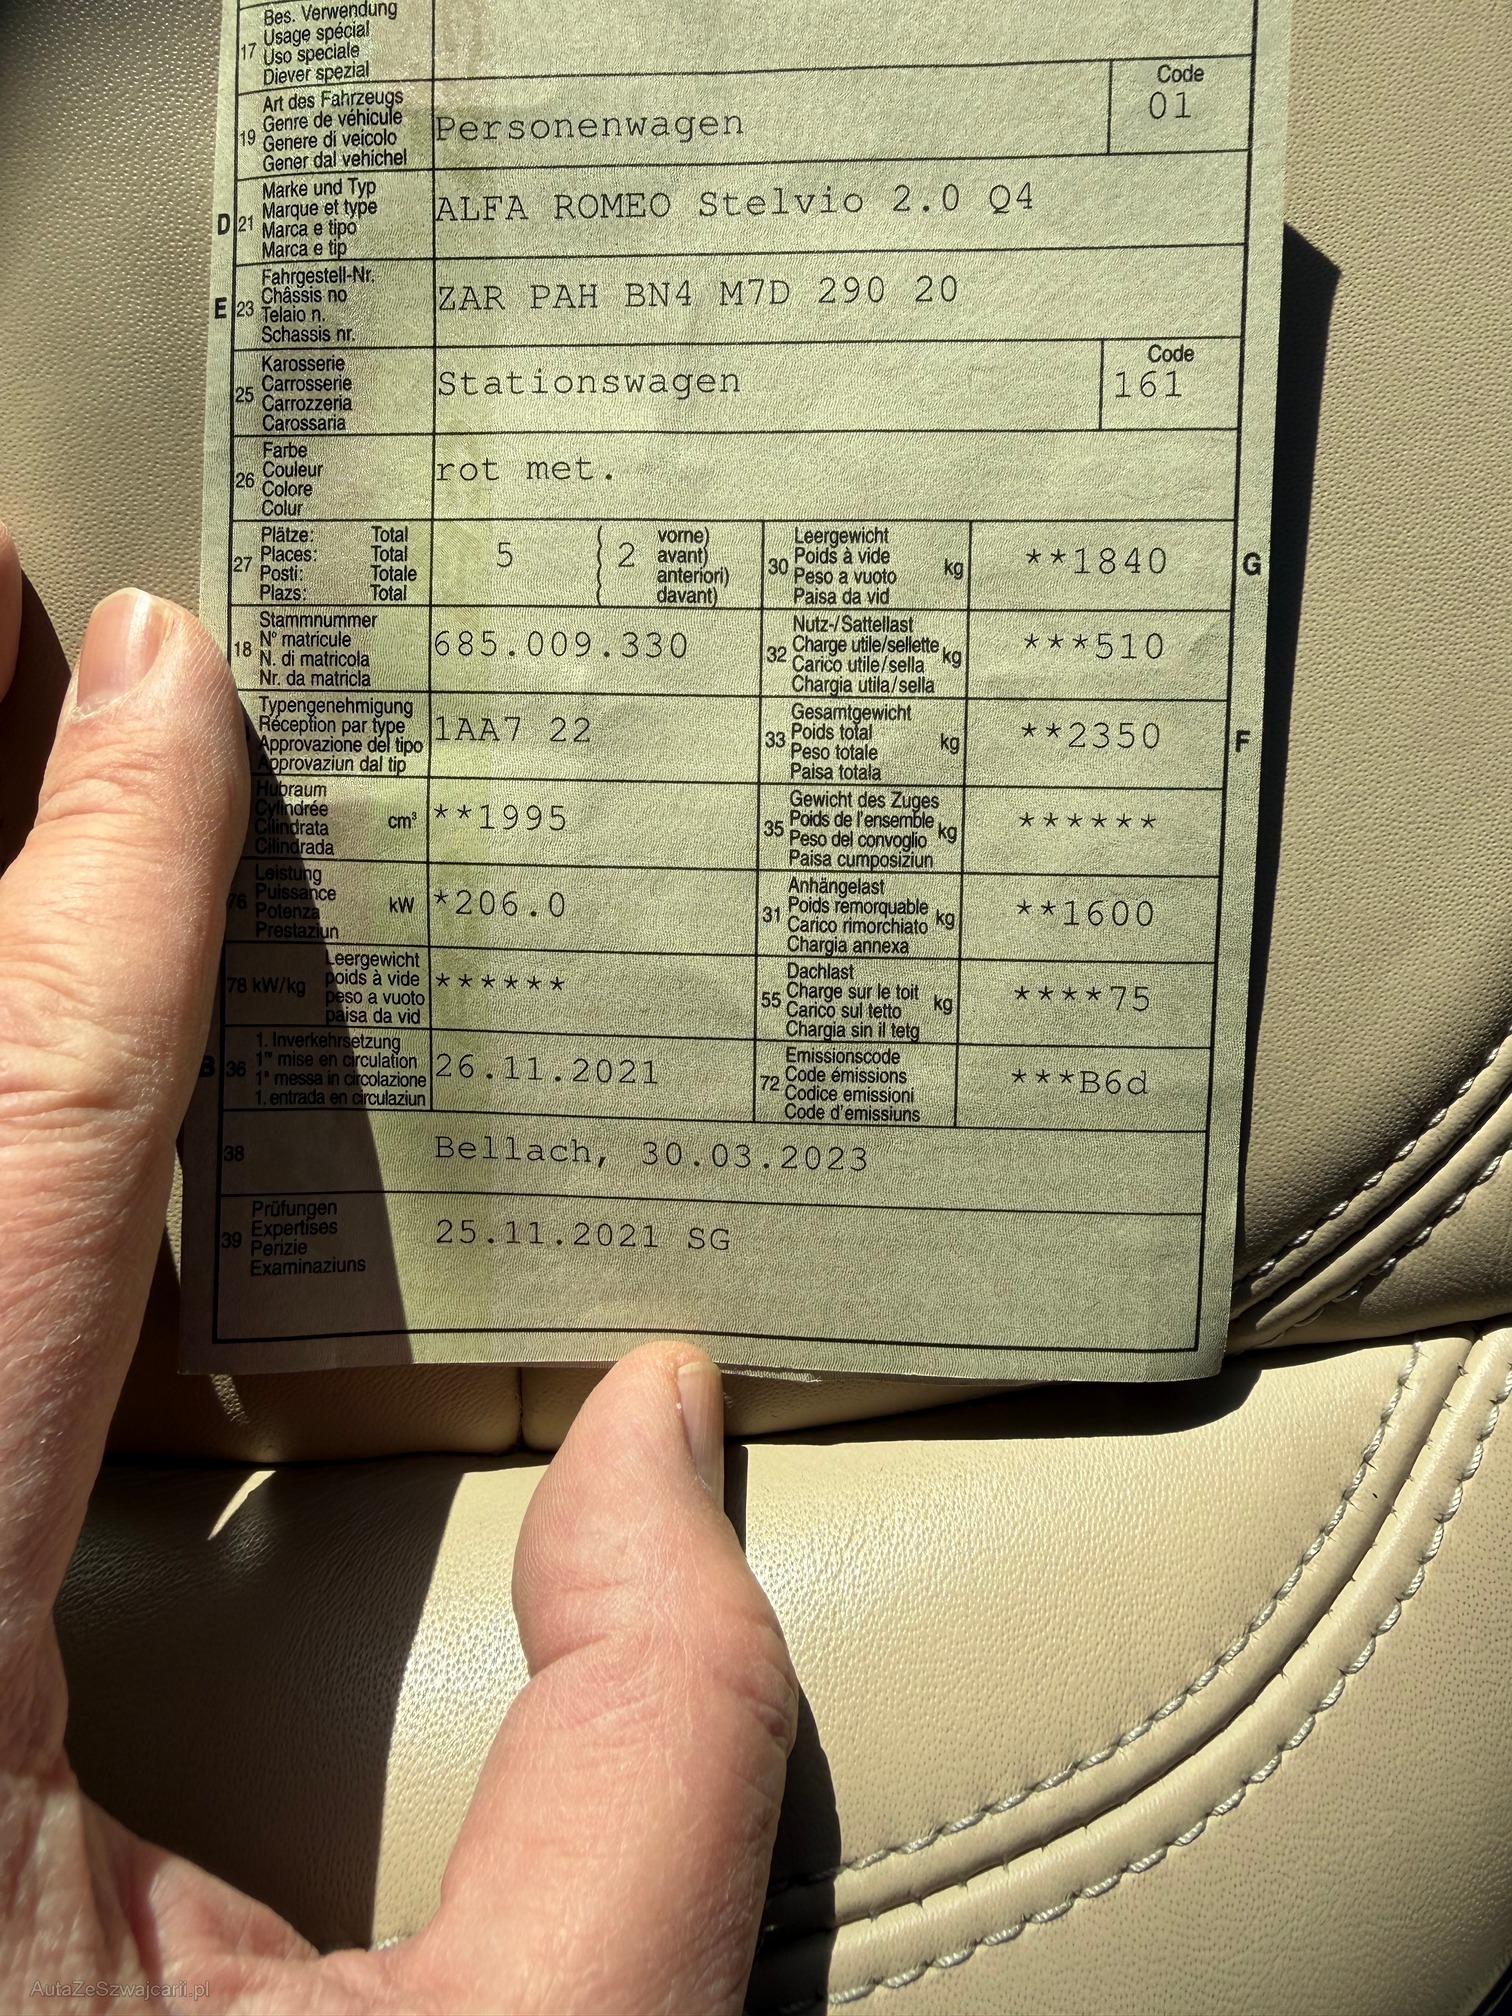 Bes. Verwendung
Usage spécial
17 Uso speciale
Diever spezial
Art des Fahrzeugs
Genre de véhicule
19 Genere di veicolo
Gener dal vehichel
Personenwagen
Code
01
Marke und Typ
Marque et type
D 21 Marca e tipo
Marca e tip
ALFA ROMEO Stelvio 2.0 Q4
Fahrgestell-Nr.
Châssis no
E 23 Telaio n.
Schassis nr.
ZAR PAH BN4 M7D 290 20
Karosserie
Carrosserie
25 Carrozzeria
Carossaria
Stationswagen
Code
161
Farbe
Couleur
26 Colore
Colur
rot met.
Plätze: Total
Places: Total
27 Posti: Totale
Plazs: Total
5 ( 2 vorne)
avant)
anteriori)
( davant)
Leergewicht
Poids à vide
30 Peso a vuoto kg
Paisa da vid
**1840 G
Stammnummer
N° matricule
18 N. di matricola
Nr. da matricla
685.009.330
Nutz-/Sattellast
Charge utile/sellette
32 Carico utile/sella kg
Chargia utila/sella
***510
Typengenehmigung
Réception par type
Approvazione del tipo
Approvaziun dal tip
1AA7 22
Gesamtgewicht
Poids total
33 Peso totale kg
Paisa totala
**2350 F
Hubraum
Cylindrée
Cilindrata cm³
Cilindrada
**1995
Gewicht des Zuges
Poids de l'ensemble
35 Peso del convoglio kg
Paisa cumposiziun
******
Leistung
76 Puissance
Potenza kW
Prestaziun
*206.0
Anhängelast
Poids remorquable
31 Carico rimorchiato kg
Chargia annexa
**1600
Leergewicht
78 kW/kg poids à vide
peso a vuoto
paisa da vid
******
Dachlast
Charge sur le toit
55 Carico sul tetto kg
Chargia sin il tetg
****75
1. Inverkehrsetzung
B 36 1re mise en circulation
1a messa in circolazione
1. entrada en circulaziun
26.11.2021
Emissionscode
Code émissions
72 Codice emissioni
Code d'emissiuns
***B6d
38 Bellach, 30.03.2023
Prüfungen
Expertises
39 Perizie
Examinaziuns
25.11.2021 SG
AutaZeSzwajcarii.pl